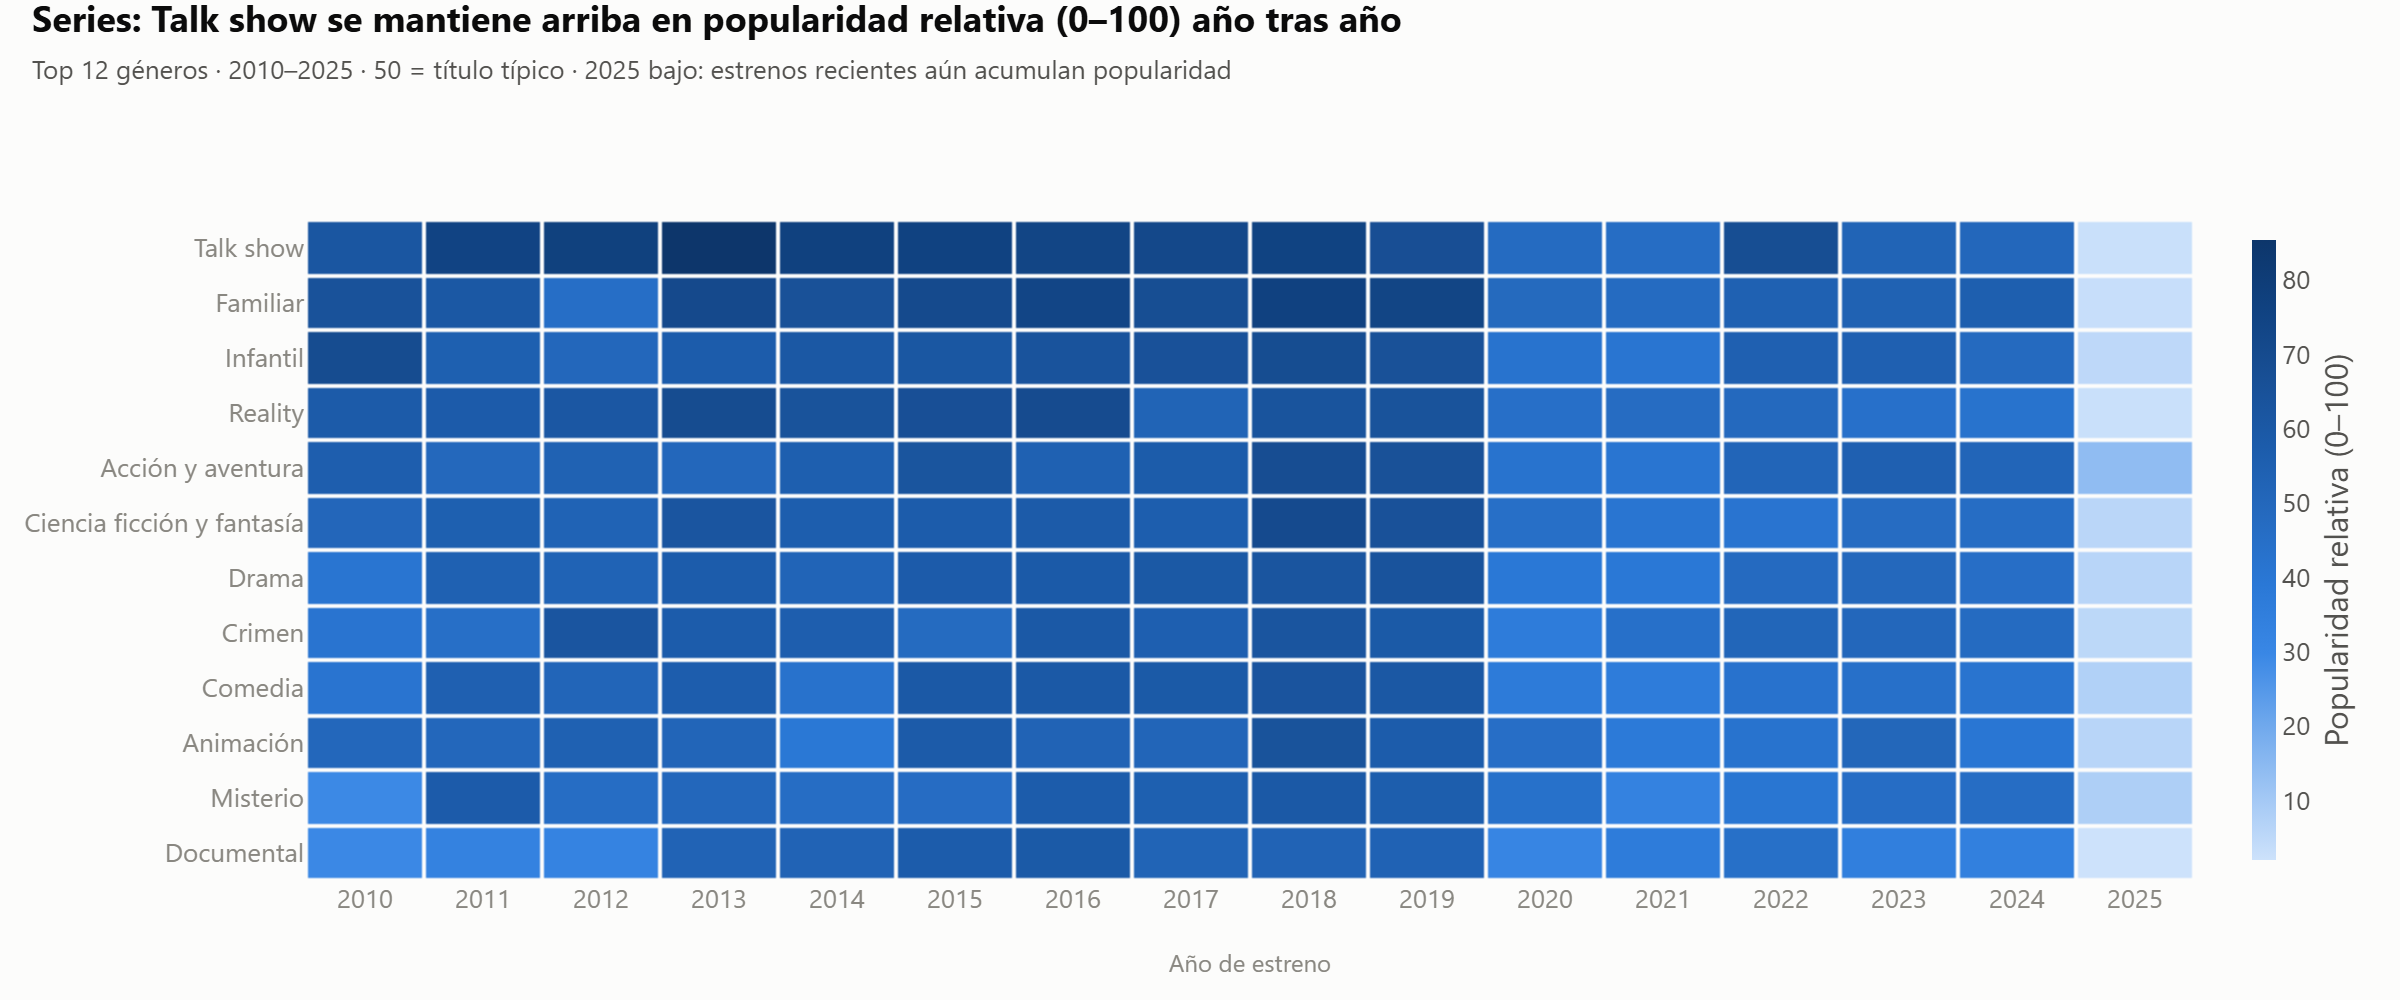 Series: Talk show se mantiene arriba en popularidad relativa (0–100) año tras año
Top 12 géneros · 2010–2025 · 50 = título típico · 2025 bajo: estrenos recientes aún acumulan popularidad
Talk show
Familiar
Infantil
Reality
Acción y aventura
Ciencia ficción y fantasía
Drama
Crimen
Comedia
Animación
Misterio
Documental
2010 2011 2012 2013 2014 2015 2016 2017 2018 2019 2020 2021 2022 2023 2024 2025
Año de estreno
80
70
60
50
40
30
20
10
Popularidad relativa (0–100)